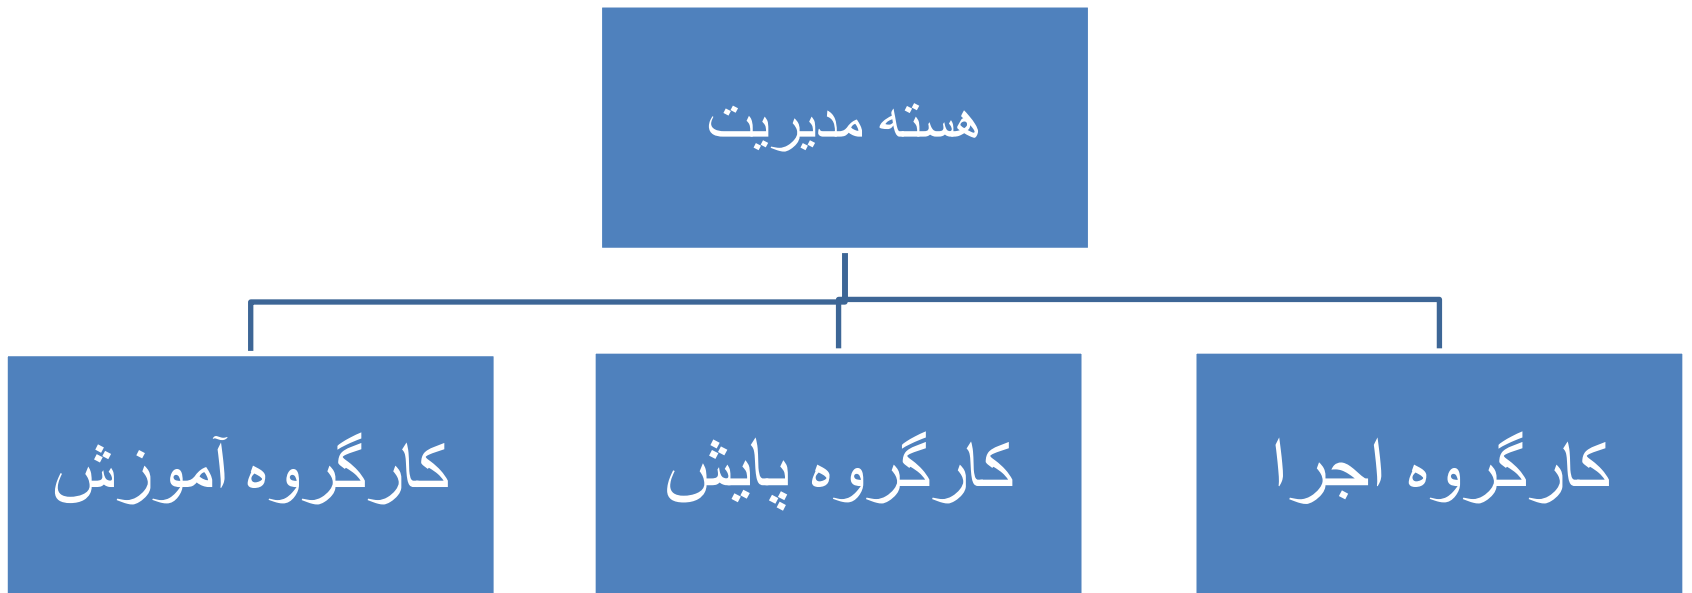 هسته مدیریت
کارگروه اجرا
کارگروه پایش
کارگروه آموزش